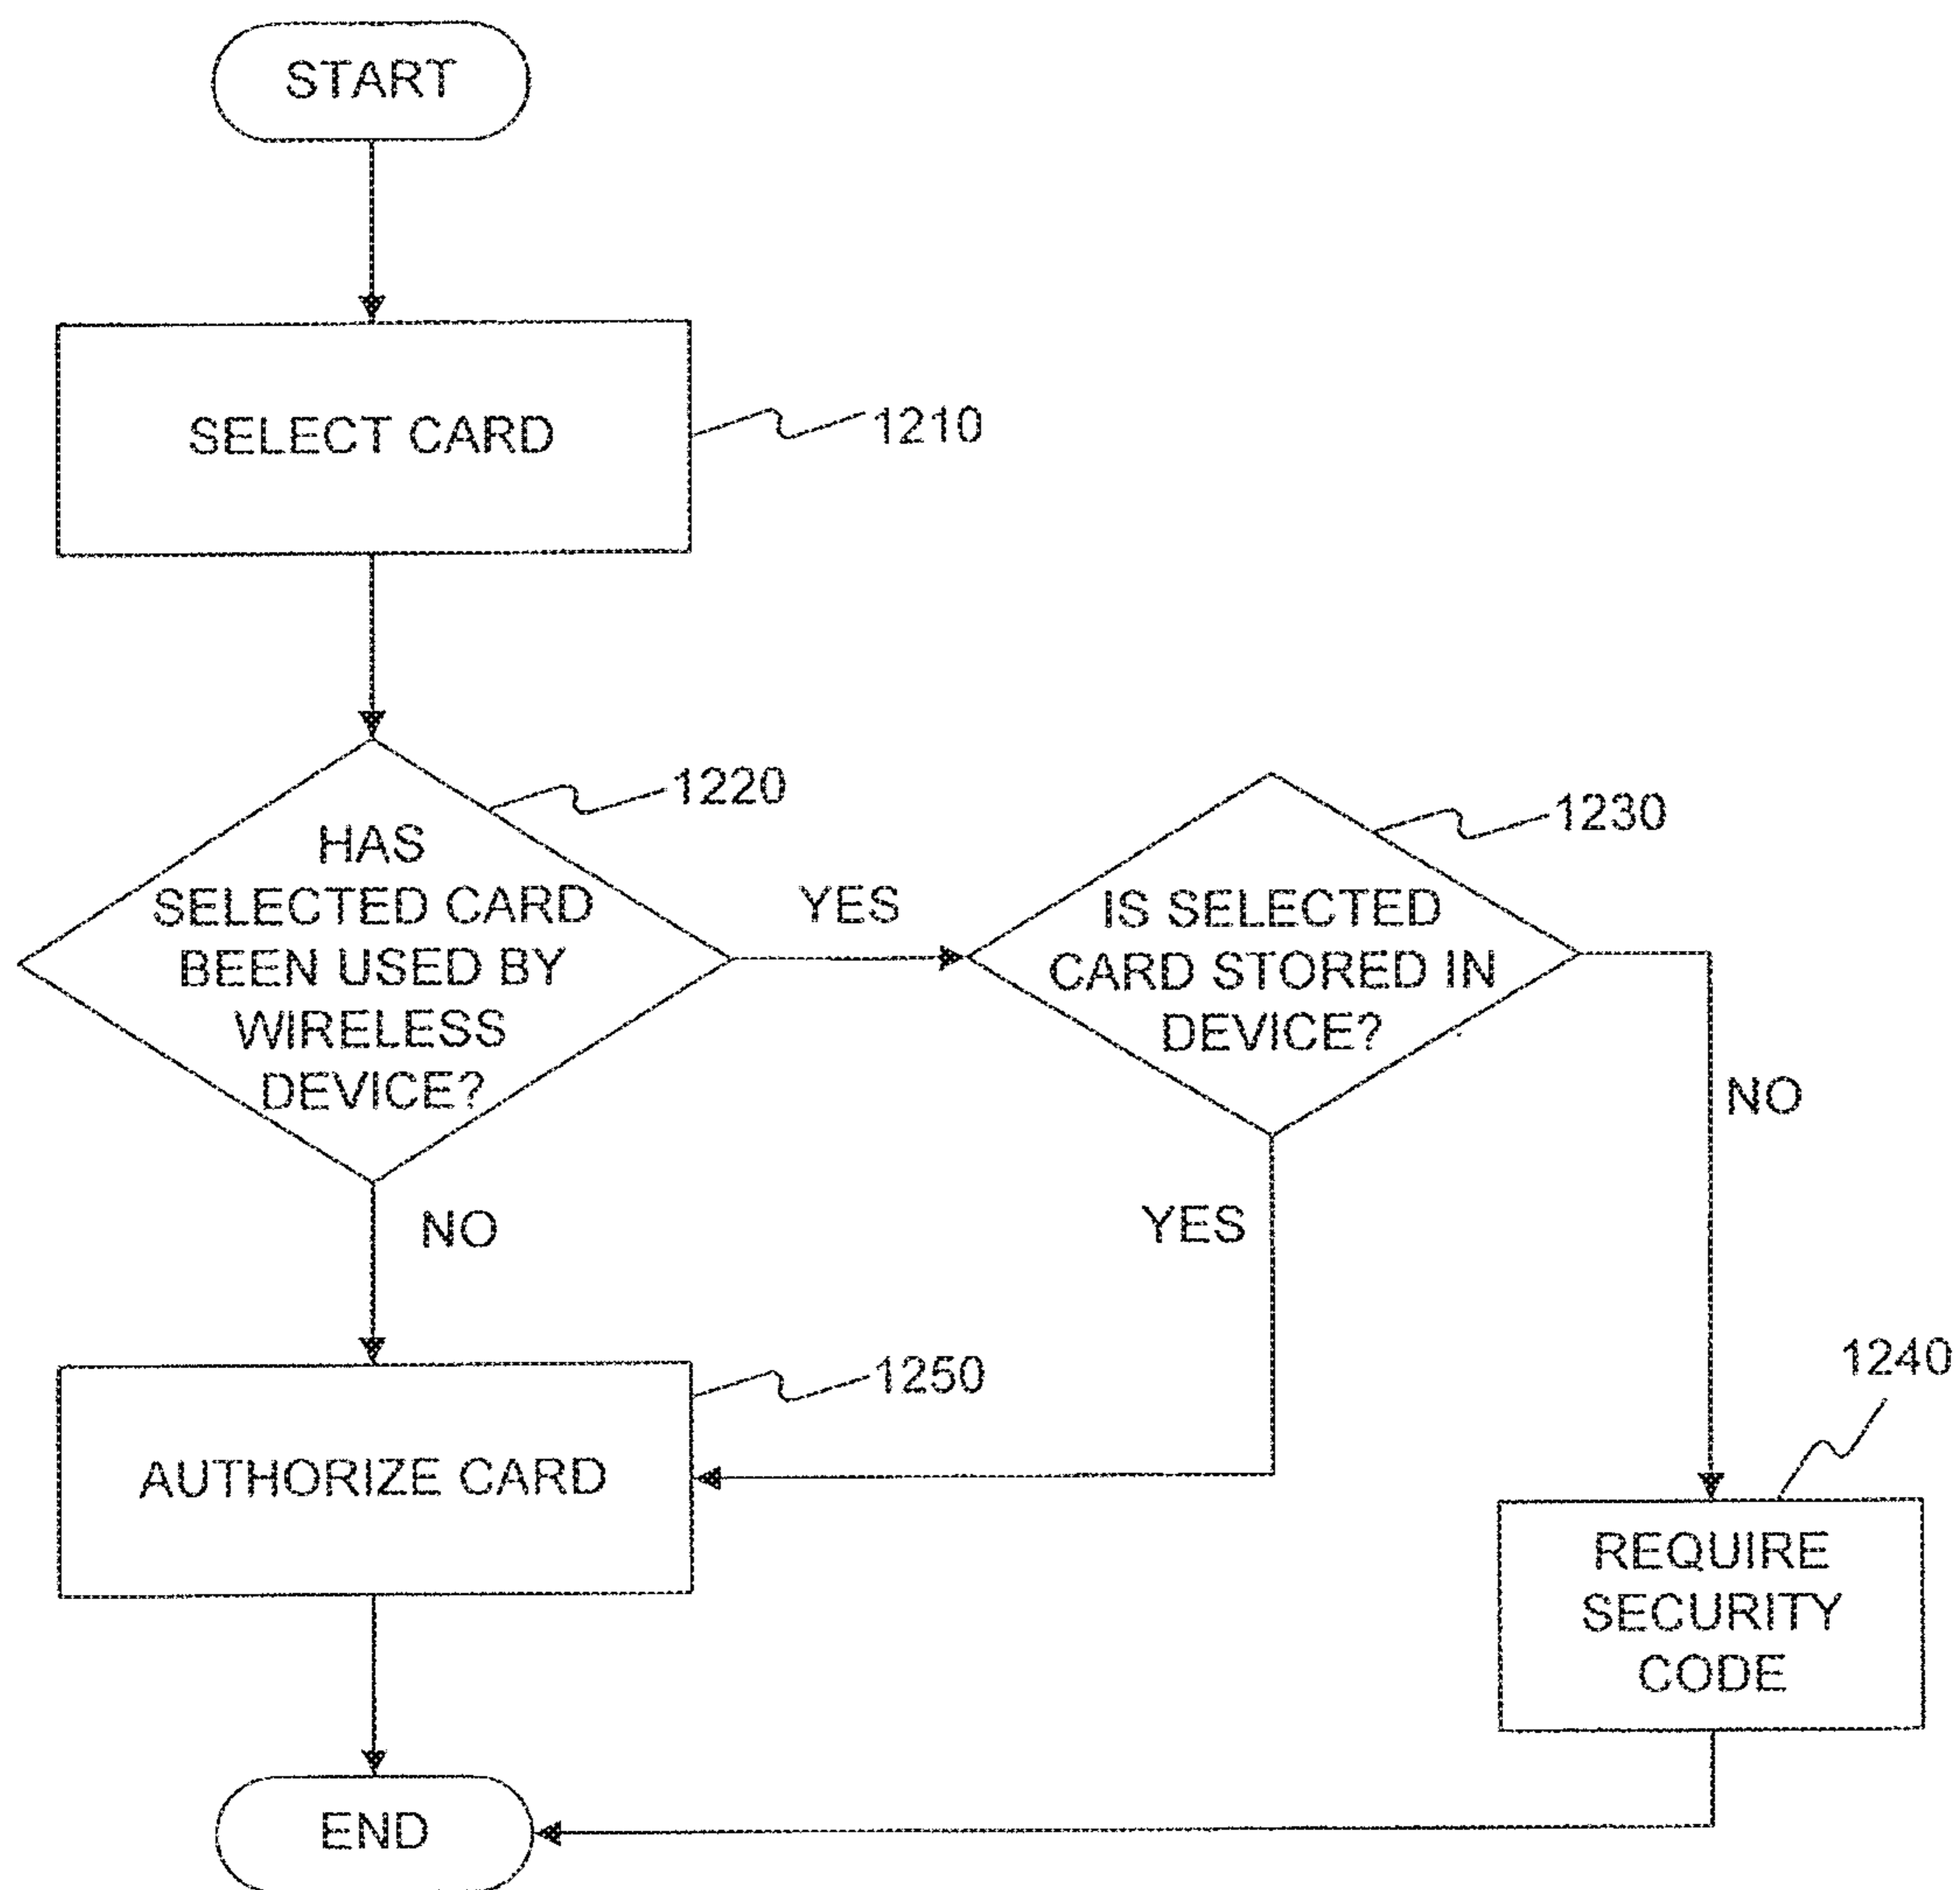 START
SELECT CARD
1210
1220
HAS
SELECTED CARD
BEEN USED BY
WIRELESS
DEVICE?
YES
1230
IS SELECTED
CARD STORED IN
DEVICE?
NO
YES
NO
1250
AUTHORIZE CARD
1240
REQUIRE
SECURITY
CODE
END